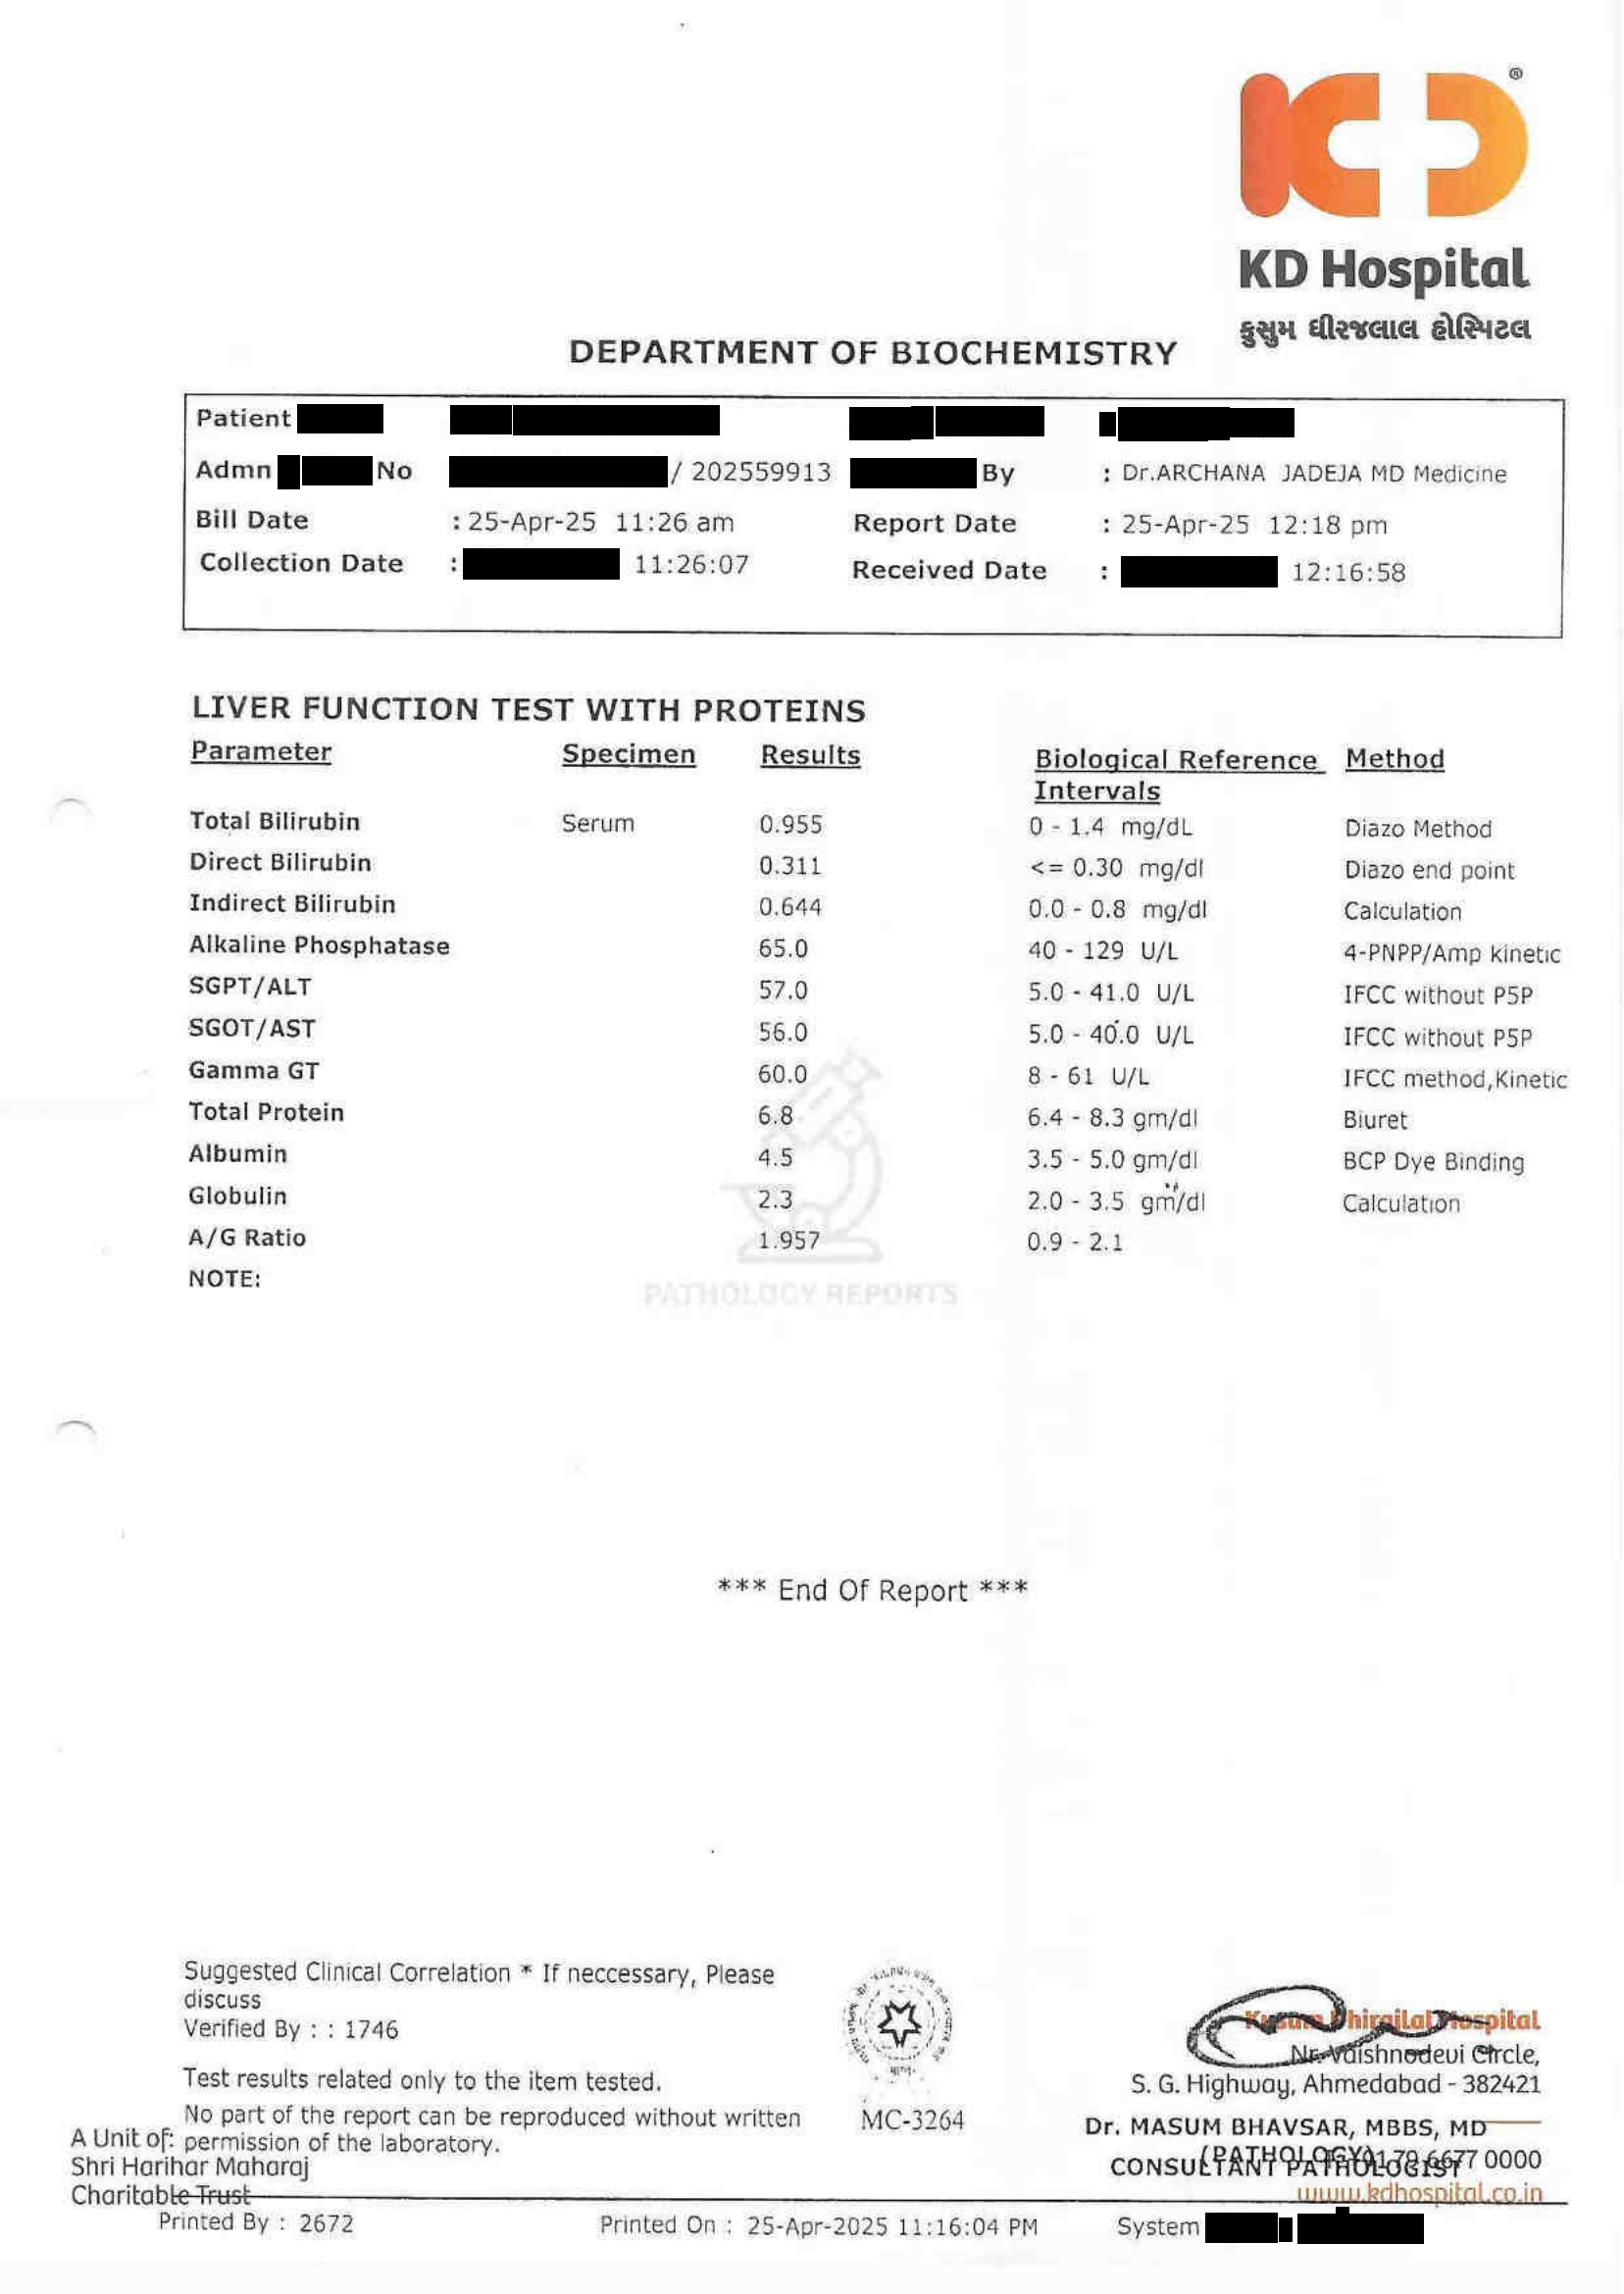 ®
KD Hospital
કુસુમ ધીરજલાલ હોસ્પિટલ
DEPARTMENT OF BIOCHEMISTRY
Patient
Admn No / 202559913 By : Dr.ARCHANA JADEJA MD Medicine
Bill Date : 25-Apr-25 11:26 am Report Date : 25-Apr-25 12:18 pm
Collection Date : 11:26:07 Received Date : 12:16:58
LIVER FUNCTION TEST WITH PROTEINS
Parameter Specimen Results Biological Reference Intervals Method
Total Bilirubin Serum 0.955 0 - 1.4 mg/dL Diazo Method
Direct Bilirubin 0.311 <= 0.30 mg/dl Diazo end point
Indirect Bilirubin 0.644 0.0 - 0.8 mg/dl Calculation
Alkaline Phosphatase 65.0 40 - 129 U/L 4-PNPP/Amp kinetic
SGPT/ALT 57.0 5.0 - 41.0 U/L IFCC without P5P
SGOT/AST 56.0 5.0 - 40.0 U/L IFCC without P5P
Gamma GT 60.0 8 - 61 U/L IFCC method,Kinetic
Total Protein 6.8 6.4 - 8.3 gm/dl Biuret
Albumin 4.5 3.5 - 5.0 gm/dl BCP Dye Binding
Globulin 2.3 2.0 - 3.5 gm/dl Calculation
A/G Ratio 1.957 0.9 - 2.1
NOTE:
PATHOLOGY REPORTS
*** End Of Report ***
Suggested Clinical Correlation * If neccessary, Please
discuss
Verified By : : 1746
Test results related only to the item tested.
No part of the report can be reproduced without written
permission of the laboratory.
A Unit of:
Shri Harihar Maharaj
Charitable Trust
MC-3264
Kusum Dhirajlal Hospital
Nr. Vaishnodevi Circle,
S. G. Highway, Ahmedabad - 382421
Dr. MASUM BHAVSAR, MBBS, MD
(PATHOLOGY)
CONSULTANT PATHOLOGIST
6677 0000
www.kdhospital.co.in
Printed By : 2672 Printed On : 25-Apr-2025 11:16:04 PM System